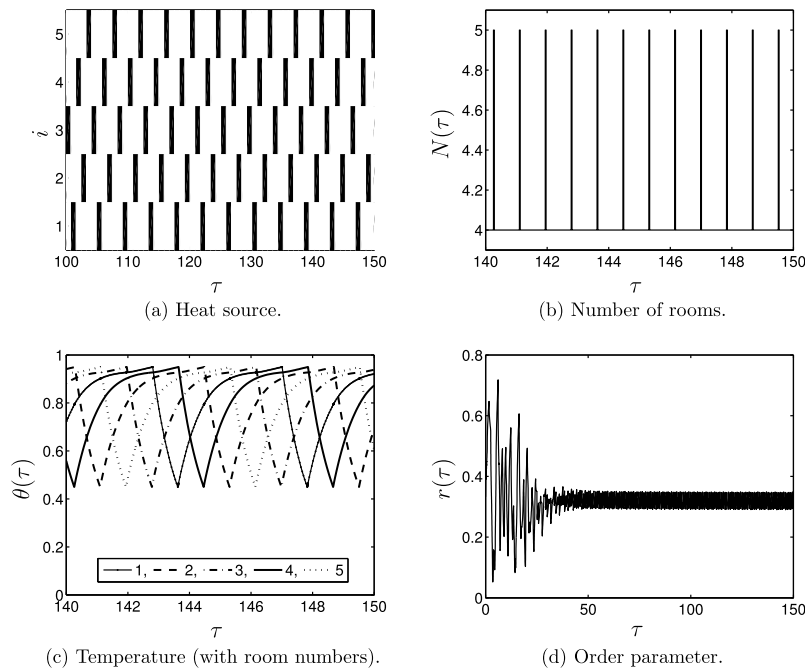 5
4
3
2
1
i
100 110 120 130 140 150
τ
(a) Heat source.
5
4.8
4.6
4.4
4.2
4
N(τ)
140 142 144 146 148 150
τ
(b) Number of rooms.
1
0.8
0.6
0.4
0.2
0
θ(τ)
1, 2, 3, 4, 5
140 142 144 146 148 150
τ
(c) Temperature (with room numbers).
0.8
0.6
0.4
0.2
0
r(τ)
0 50 100 150
τ
(d) Order parameter.